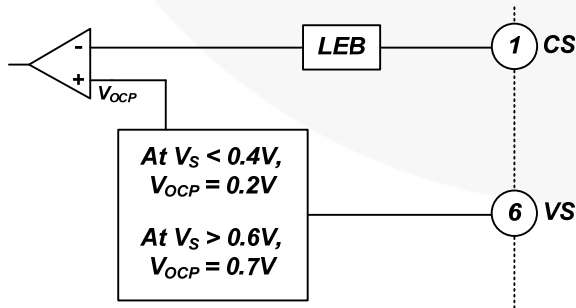 LEB
1 CS
-
+
V_OCP
At V_S < 0.4V,
V_OCP = 0.2V
At V_S > 0.6V,
V_OCP = 0.7V
6 VS